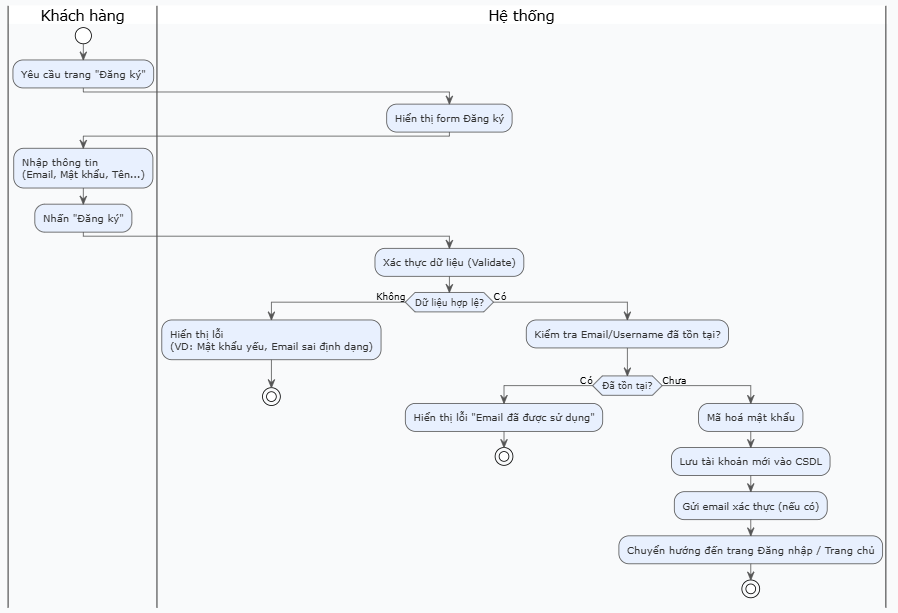 Khách hàng
Hệ thống
Yêu cầu trang "Đăng ký"
Hiển thị form Đăng ký
Nhập thông tin
(Email, Mật khẩu, Tên...)
Nhấn "Đăng ký"
Xác thực dữ liệu (Validate)
Không
Dữ liệu hợp lệ?
Có
Hiển thị lỗi
(VD: Mật khẩu yếu, Email sai định dạng)
Kiểm tra Email/Username đã tồn tại?
Có
Đã tồn tại?
Chưa
Hiển thị lỗi "Email đã được sử dụng"
Mã hoá mật khẩu
Lưu tài khoản mới vào CSDL
Gửi email xác thực (nếu có)
Chuyển hướng đến trang Đăng nhập / Trang chủ